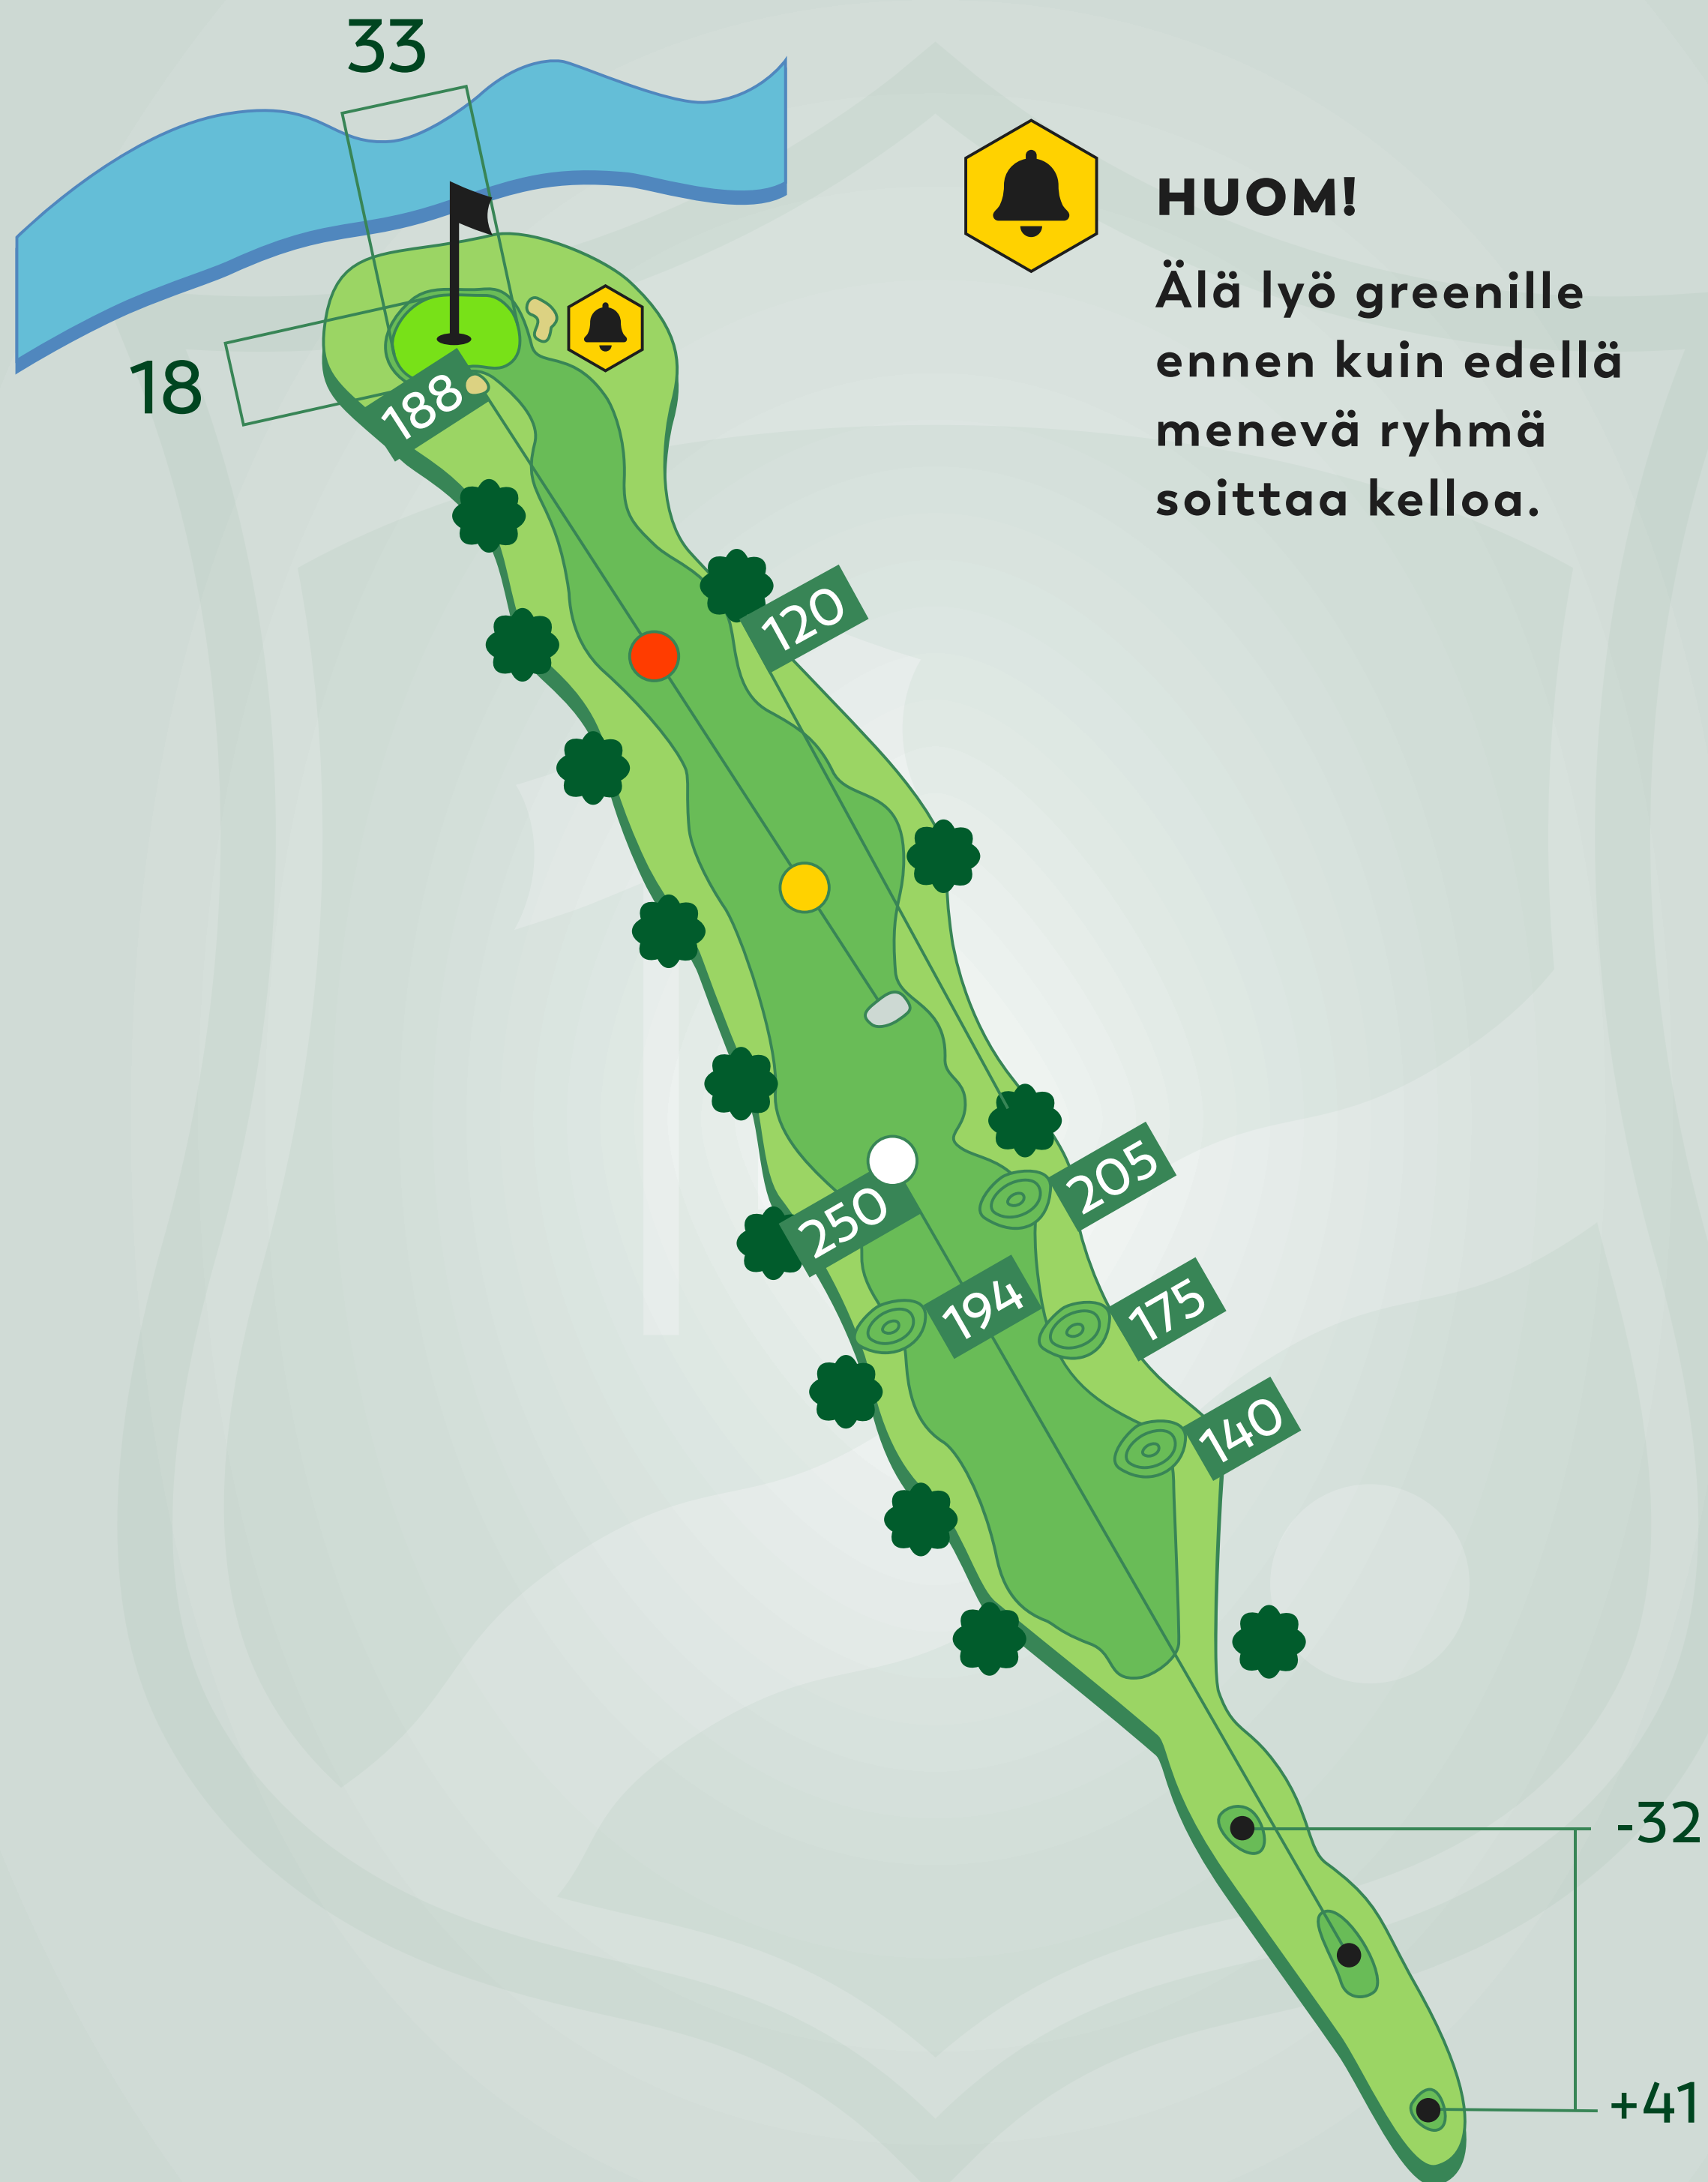 33
HUOM!
Älä lyö greenille
ennen kuin edellä
menevä ryhmä
soittaa kelloa.
18
188
120
205
250
194
175
140
-32
+41